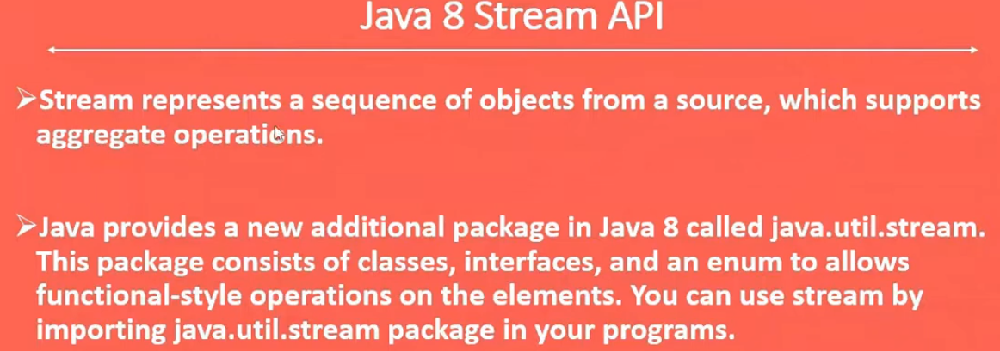 Java 8 Stream API
➢Stream represents a sequence of objects from a source, which supports
aggregate operations.
➢Java provides a new additional package in Java 8 called java.util.stream.
This package consists of classes, interfaces, and an enum to allows
functional-style operations on the elements. You can use stream by
importing java.util.stream package in your programs.